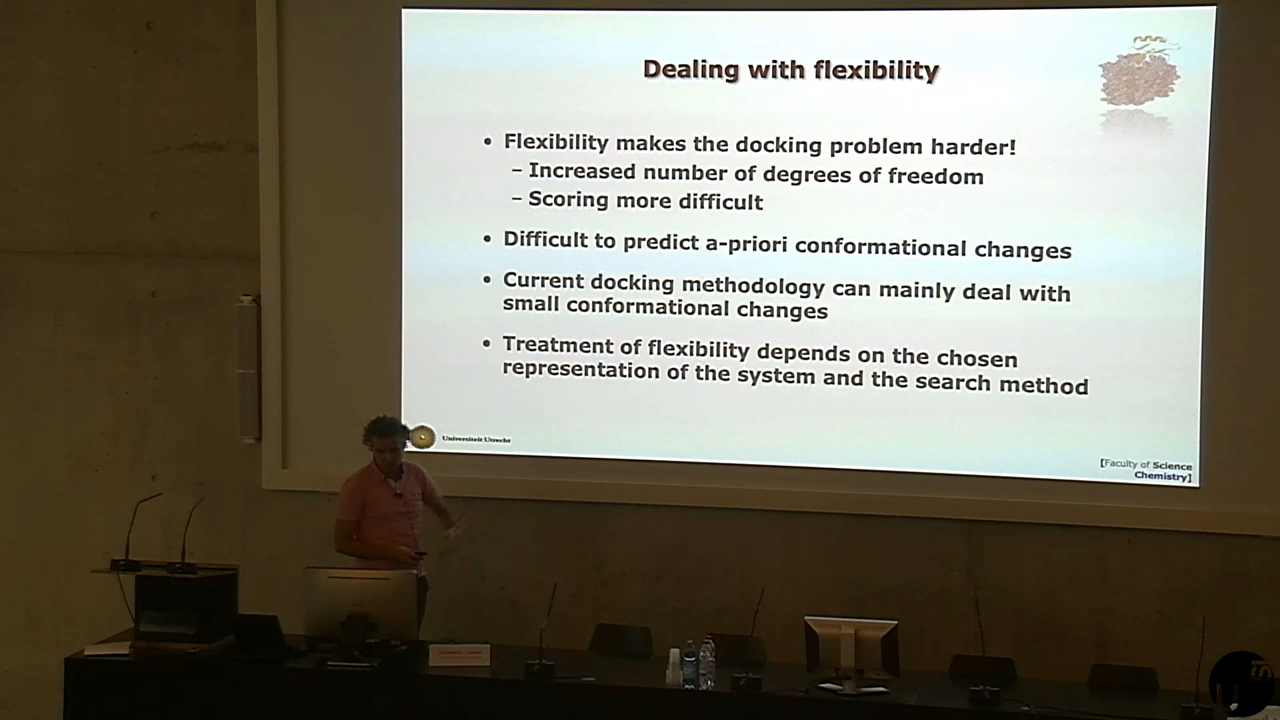 Dealing with flexibility
• Flexibility makes the docking problem harder!
– Increased number of degrees of freedom
– Scoring more difficult
• Difficult to predict a-priori conformational changes
• Current docking methodology can mainly deal with
small conformational changes
• Treatment of flexibility depends on the chosen
representation of the system and the search method
Universiteit Utrecht
[Faculty of Science
Chemistry]